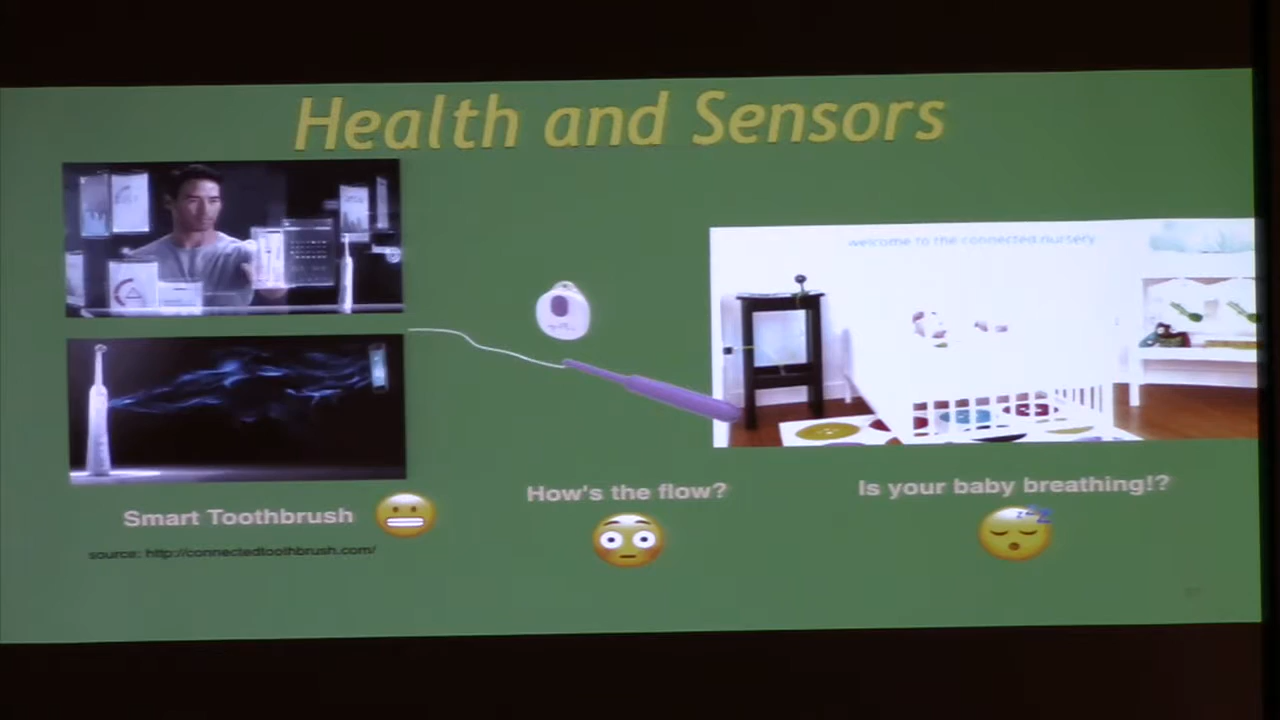 Health and Sensors
welcome to the connected nursery
How's the flow?
Is your baby breathing!?
Smart Toothbrush
source: http://connectedtoothbrush.com/